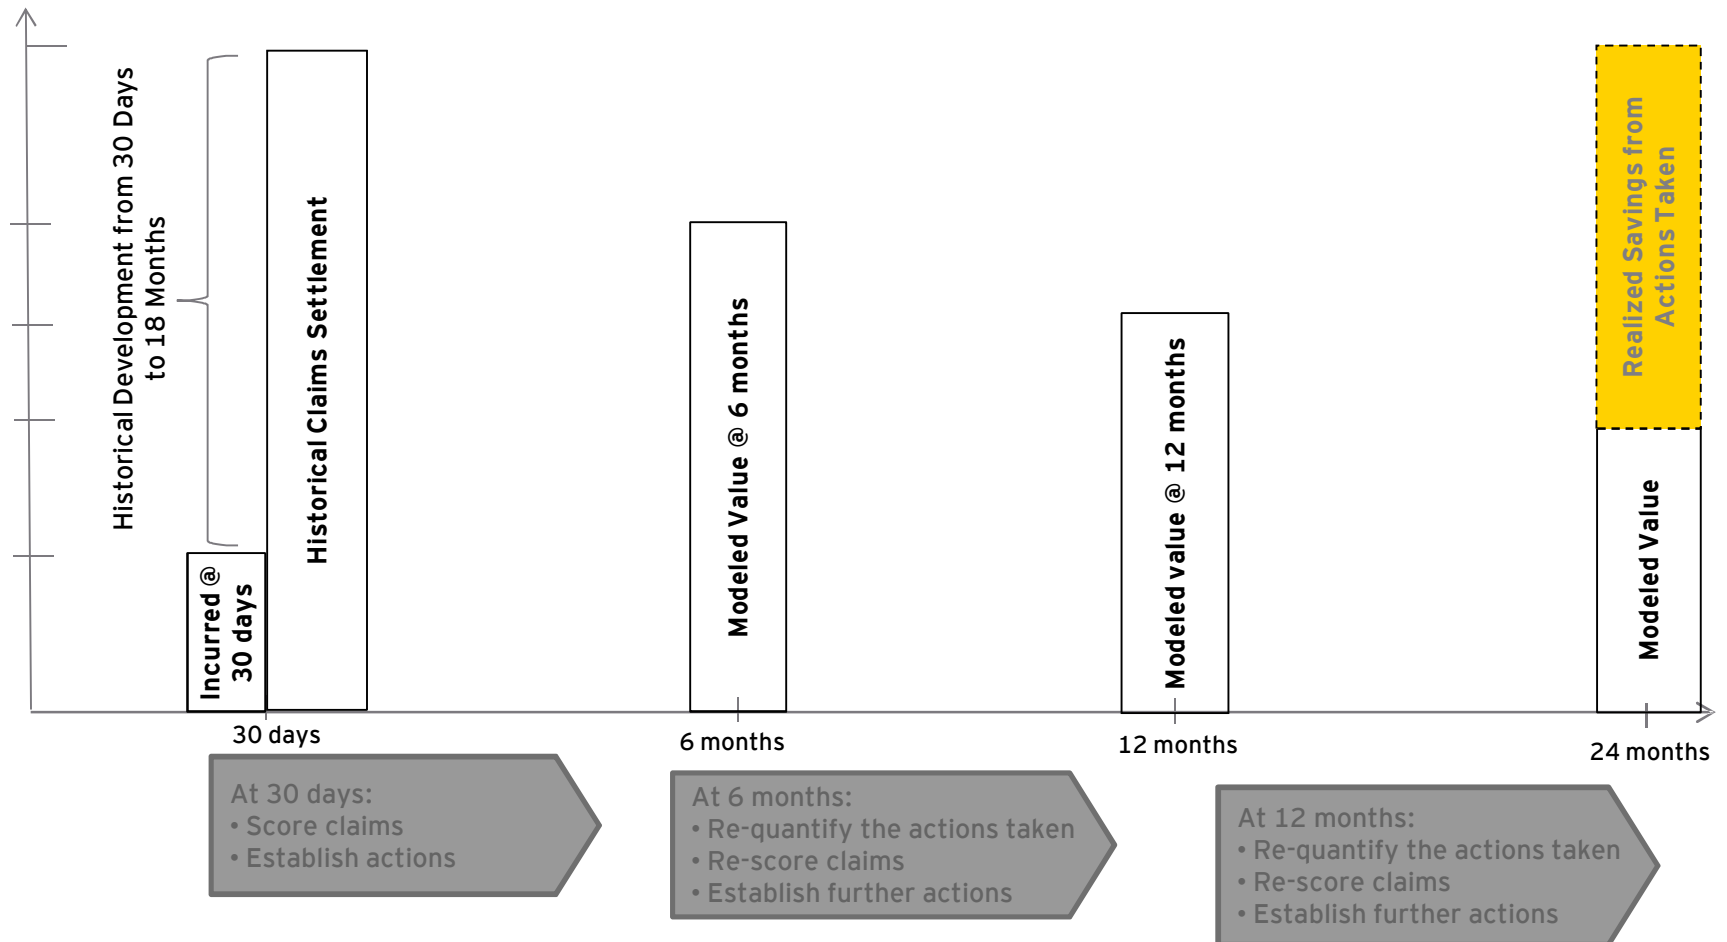 Historical Development from 30 Days
to 18 Months
Incurred @
30 days
Historical Claims Settlement
Modeled Value @ 6 months
Modeled value @ 12 months
Realized Savings from
Actions Taken
Modeled Value
30 days
6 months
12 months
24 months
At 30 days:
• Score claims
• Establish actions
At 6 months:
• Re-quantify the actions taken
• Re-score claims
• Establish further actions
At 12 months:
• Re-quantify the actions taken
• Re-score claims
• Establish further actions